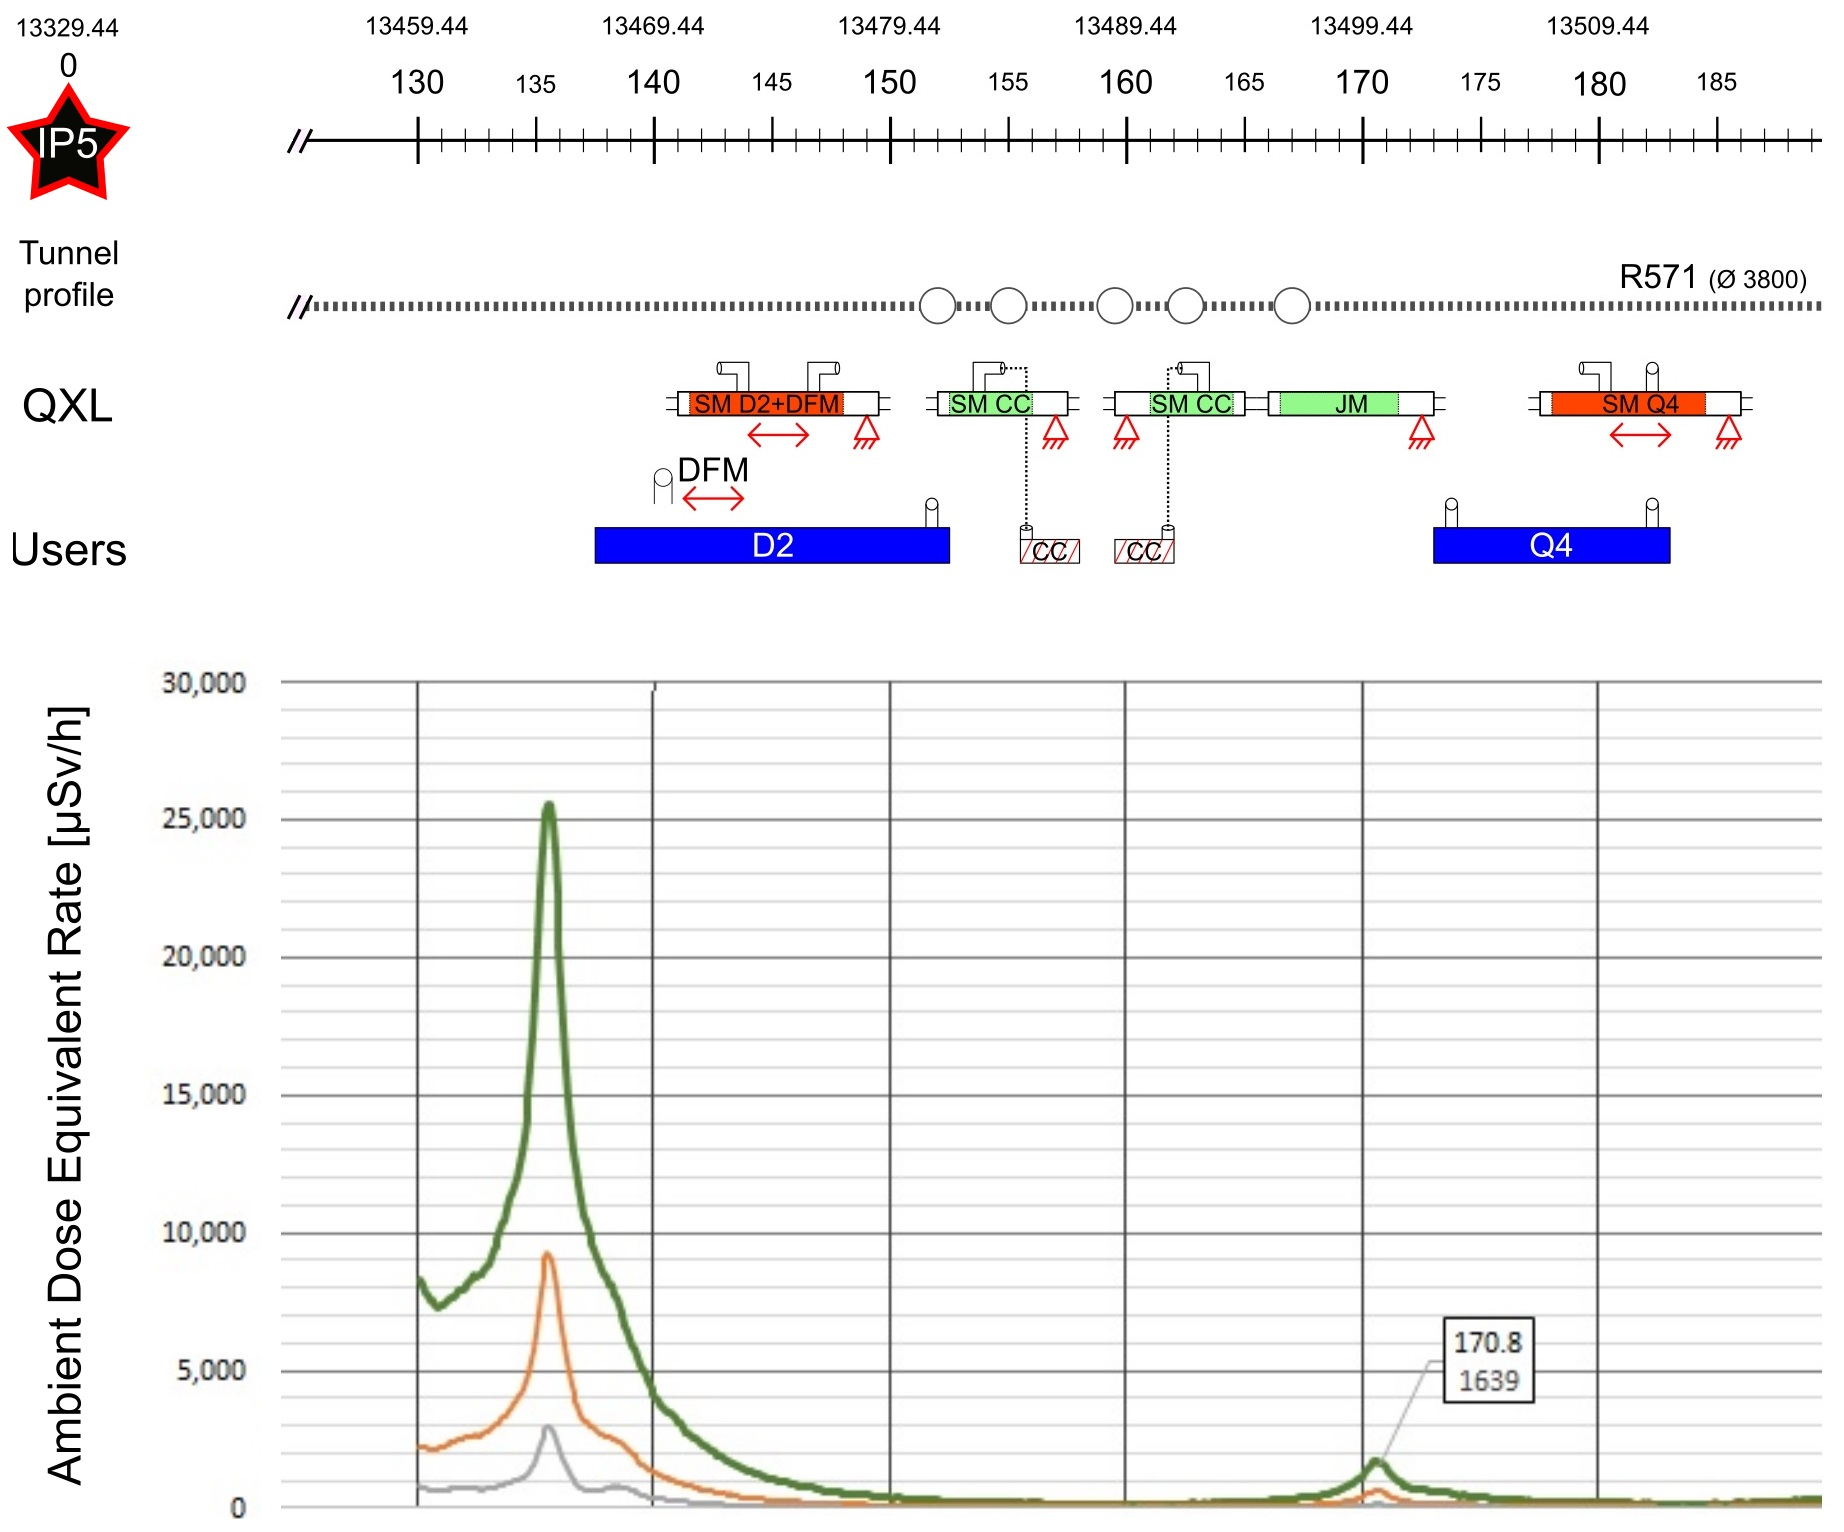 13329.44 13459.44 13469.44 13479.44 13489.44 13499.44 13509.44
0
130 135 140 145 150 155 160 165 170 175 180 185
IP5
Tunnel
profile
R571 (Ø 3800)
QXL
SM D2+DFM SM CC SM CC JM SM Q4
DFM
Users
D2 CC CC Q4
Ambient Dose Equivalent Rate [µSv/h]
30,000
25,000
20,000
15,000
10,000
5,000
0
170.8
1639